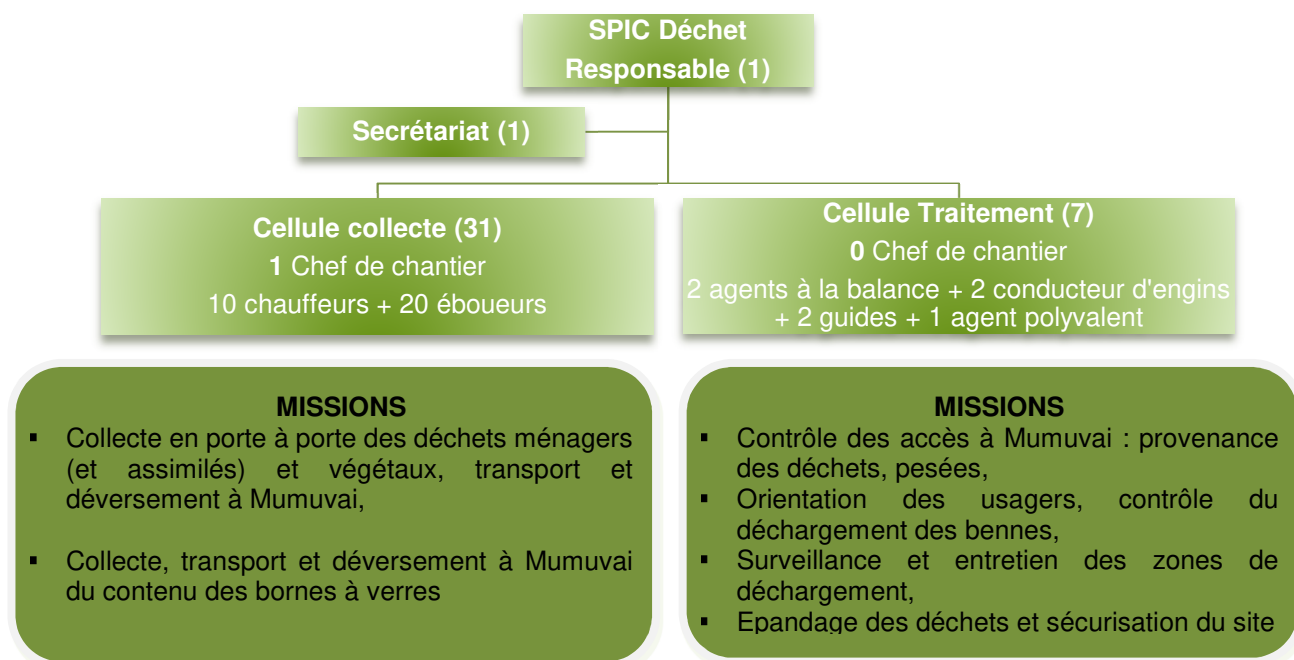 SPIC Déchet
Responsable (1)
Secrétariat (1)
Cellule collecte (31)
1 Chef de chantier
10 chauffeurs + 20 éboueurs
Cellule Traitement (7)
0 Chef de chantier
2 agents à la balance + 2 conducteur d'engins
+ 2 guides + 1 agent polyvalent
MISSIONS
▪ Collecte en porte à porte des déchets ménagers
(et assimilés) et végétaux, transport et
déversement à Mumuvai,
▪ Collecte, transport et déversement à Mumuvai
du contenu des bornes à verres
MISSIONS
▪ Contrôle des accès à Mumuvai : provenance
des déchets, pesées,
▪ Orientation des usagers, contrôle du
déchargement des bennes,
▪ Surveillance et entretien des zones de
déchargement,
▪ Epandage des déchets et sécurisation du site